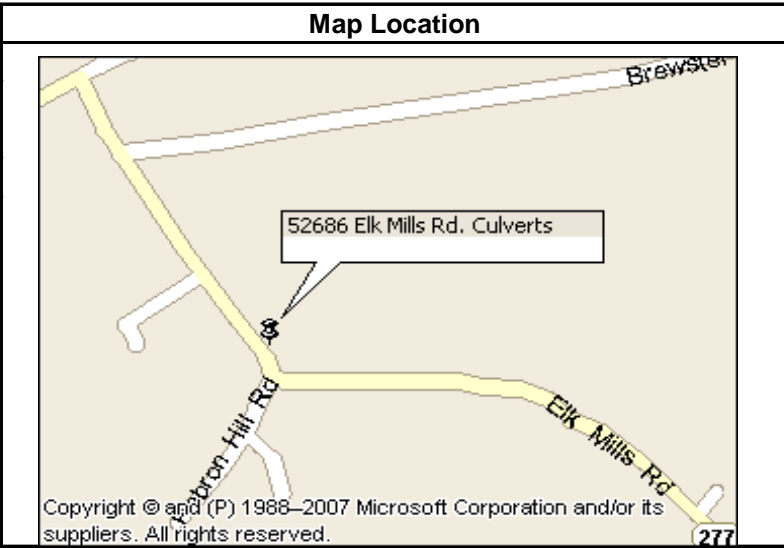 Map Location
Brewster
52686 Elk Mills Rd. Culverts
Hill Rd
Elk Mills Rd
Copyright © and (P) 1988–2007 Microsoft Corporation and/or its
suppliers. All rights reserved.
277